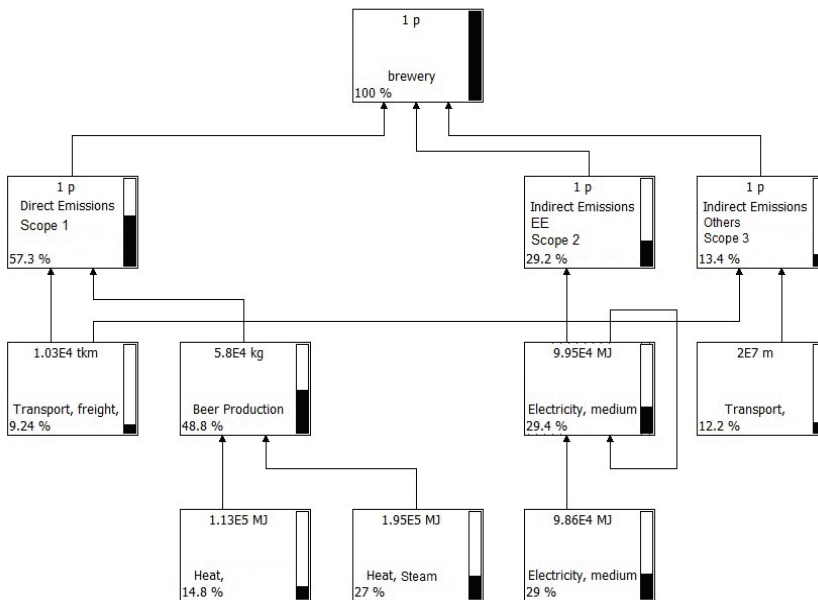 1 p
brewery
100 %
1 p
Direct Emissions
Scope 1
57.3 %
1 p
Indirect Emissions
EE
Scope 2
29.2 %
1 p
Indirect Emissions
Others
Scope 3
13.4 %
1.03E4 tkm
Transport, freight,
9.24 %
5.8E4 kg
Beer Production
48.8 %
9.95E4 MJ
Electricity, medium
29.4 %
2E7 m
Transport,
12.2 %
1.13E5 MJ
Heat,
14.8 %
1.95E5 MJ
Heat, Steam
27 %
9.86E4 MJ
Electricity, medium
29 %